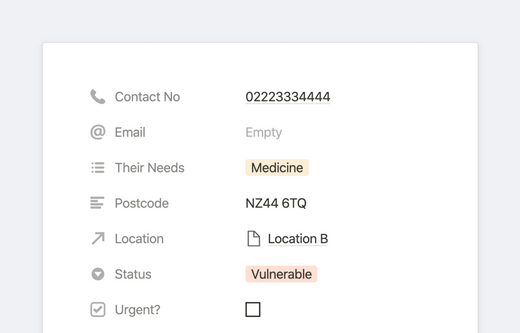 Contact No 02223334444
Email Empty
Their Needs Medicine
Postcode NZ44 6TQ
Location Location B
Status Vulnerable
Urgent?